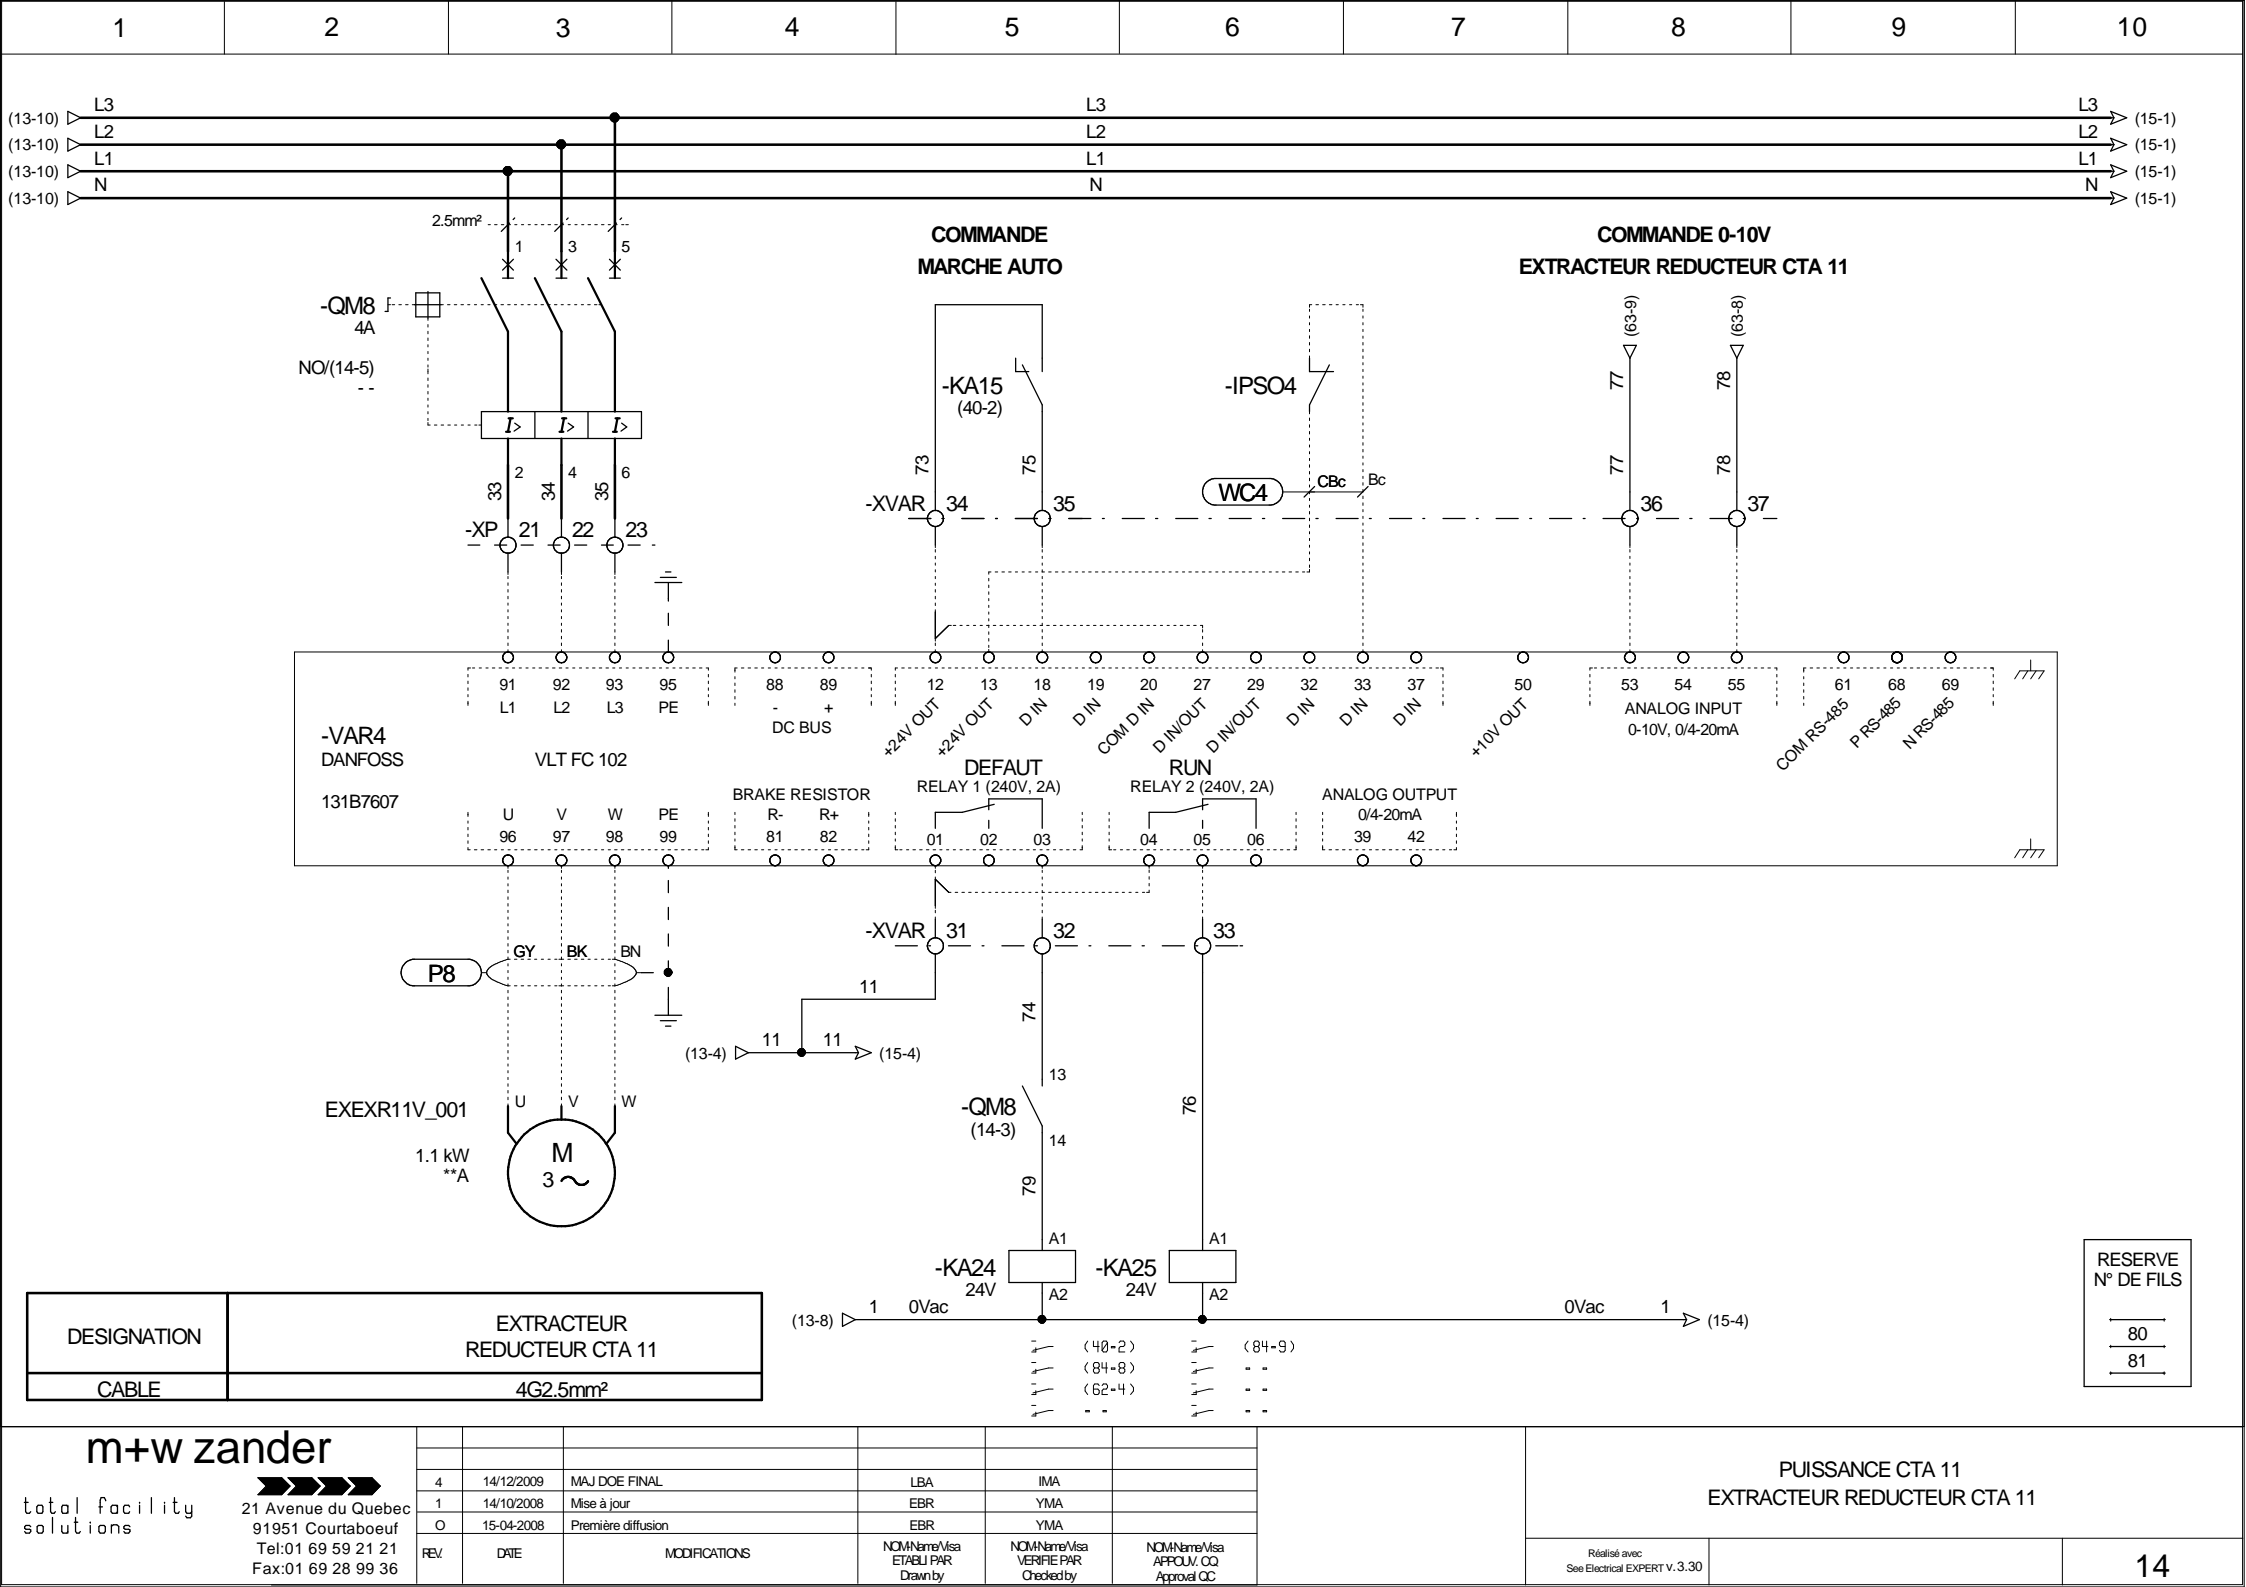 1 2 3 4 5 6 7 8 9 10
(13-10) L3 L3 L3 (15-1)
(13-10) L2 L2 L2 (15-1)
(13-10) L1 L1 L1 (15-1)
(13-10) N N N (15-1)
2.5mm²
1 3 5
COMMANDE
MARCHE AUTO
COMMANDE 0-10V
EXTRACTEUR REDUCTEUR CTA 11
-QM8
4A
NO/(14-5)
- -
I> I> I>
2 4 6
33 34 35
-XP 21 22 23
-KA15
(40-2)
73 75
-XVAR 34 35 36 37
-IPSO4
WC4 CBc Bc
(63-9) (63-8)
77 78
77 78
-VAR4
DANFOSS
131B7607
VLT FC 102
91 92 93 95
L1 L2 L3 PE
88 89
- +
DC BUS
12 13 18 19 20 27 29 32 33 37
+24V OUT +24V OUT D IN D IN COM D IN D IN/OUT D IN/OUT D IN D IN D IN
50
+10V OUT
53 54 55
ANALOG INPUT
0-10V, 0/4-20mA
61 68 69
COM RS-485 P RS-485 N RS-485
U V W PE
96 97 98 99
BRAKE RESISTOR
R- R+
81 82
DEFAUT
RELAY 1 (240V, 2A)
01 02 03
RUN
RELAY 2 (240V, 2A)
04 05 06
ANALOG OUTPUT
0/4-20mA
39 42
-XVAR 31 32 33
P8 GY BK BN
11
(13-4) 11 11 (15-4)
74
13
-QM8
(14-3)
14
79
76
EXEXR11V_001
1.1 kW
**A
U V W
M
3
A1 A1
-KA24
24V
-KA25
24V
A2 A2
(13-8) 1 0Vac 0Vac 1 (15-4)
(40-2) (84-9)
(84-8) - -
(62-4) - -
- - - -
RESERVE
N° DE FILS
80
81
DESIGNATION
EXTRACTEUR
REDUCTEUR CTA 11
CABLE 4G2.5mm²
m+w zander
total facility
solutions
21 Avenue du Quebec
91951 Courtaboeuf
Tel:01 69 59 21 21
Fax:01 69 28 99 36
4 14/12/2009 MAJ DOE FINAL LBA IMA
1 14/10/2008 Mise à jour EBR YMA
O 15-04-2008 Première diffusion EBR YMA
REV. DATE MODIFICATIONS
NOM-Name/Visa
ETABLI PAR
Drawn by
NOM-Name/Visa
VERIFIE PAR
Checked by
NOM-Name/Visa
APPOUV. CQ
Approval QC
PUISSANCE CTA 11
EXTRACTEUR REDUCTEUR CTA 11
Réalisé avec
See Electrical EXPERT V. 3.30
14